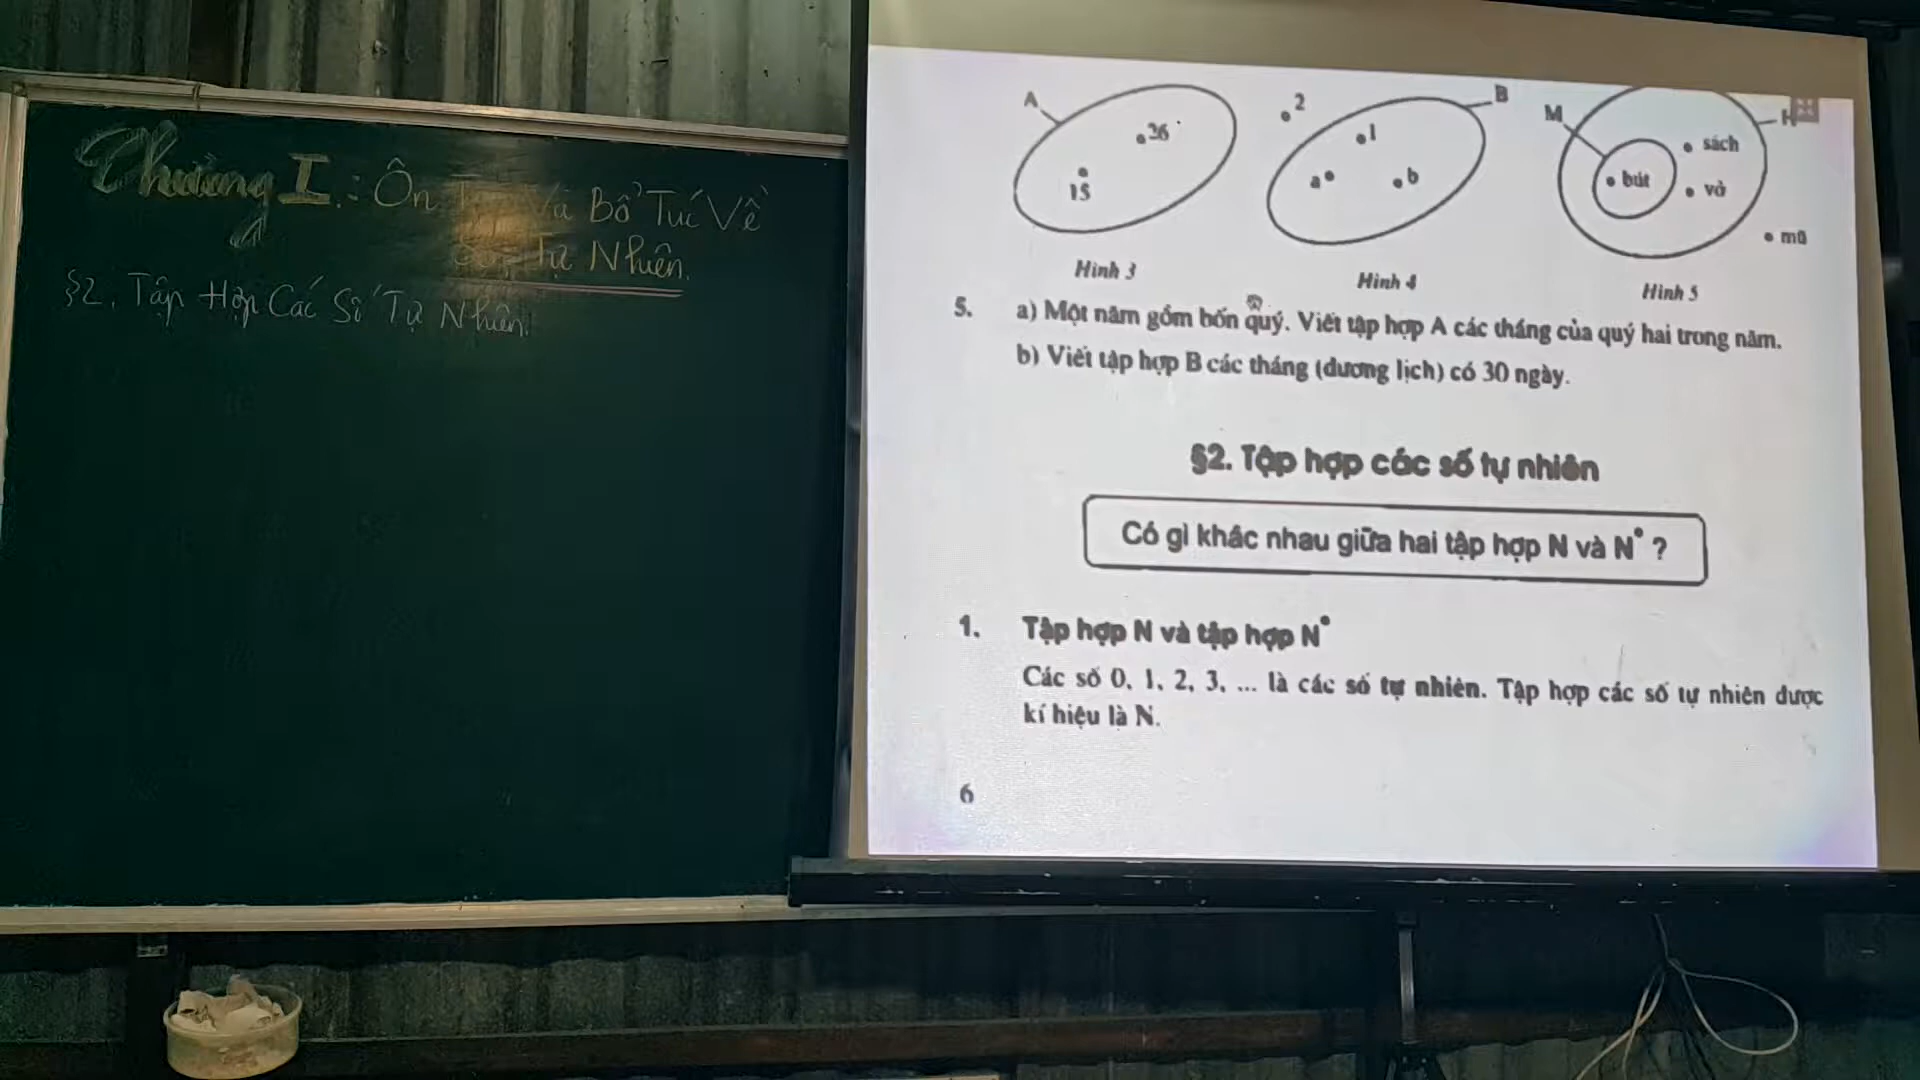 Chương I.: Ôn Tập Và Bổ Túc Về
Số Tự Nhiên.
§2. Tập Hợp Các Số Tự Nhiên.
A
26
15
Hình 3
2
B
1
a
b
Hình 4
M
H
sách
bút
vở
mũ
Hình 5
5. a) Một năm gồm bốn quý. Viết tập hợp A các tháng của quý hai trong năm.
b) Viết tập hợp B các tháng (dương lịch) có 30 ngày.
§2. Tập hợp các số tự nhiên
Có gì khác nhau giữa hai tập hợp N và N* ?
1. Tập hợp N và tập hợp N*
Các số 0, 1, 2, 3, ... là các số tự nhiên. Tập hợp các số tự nhiên được
kí hiệu là N.
6